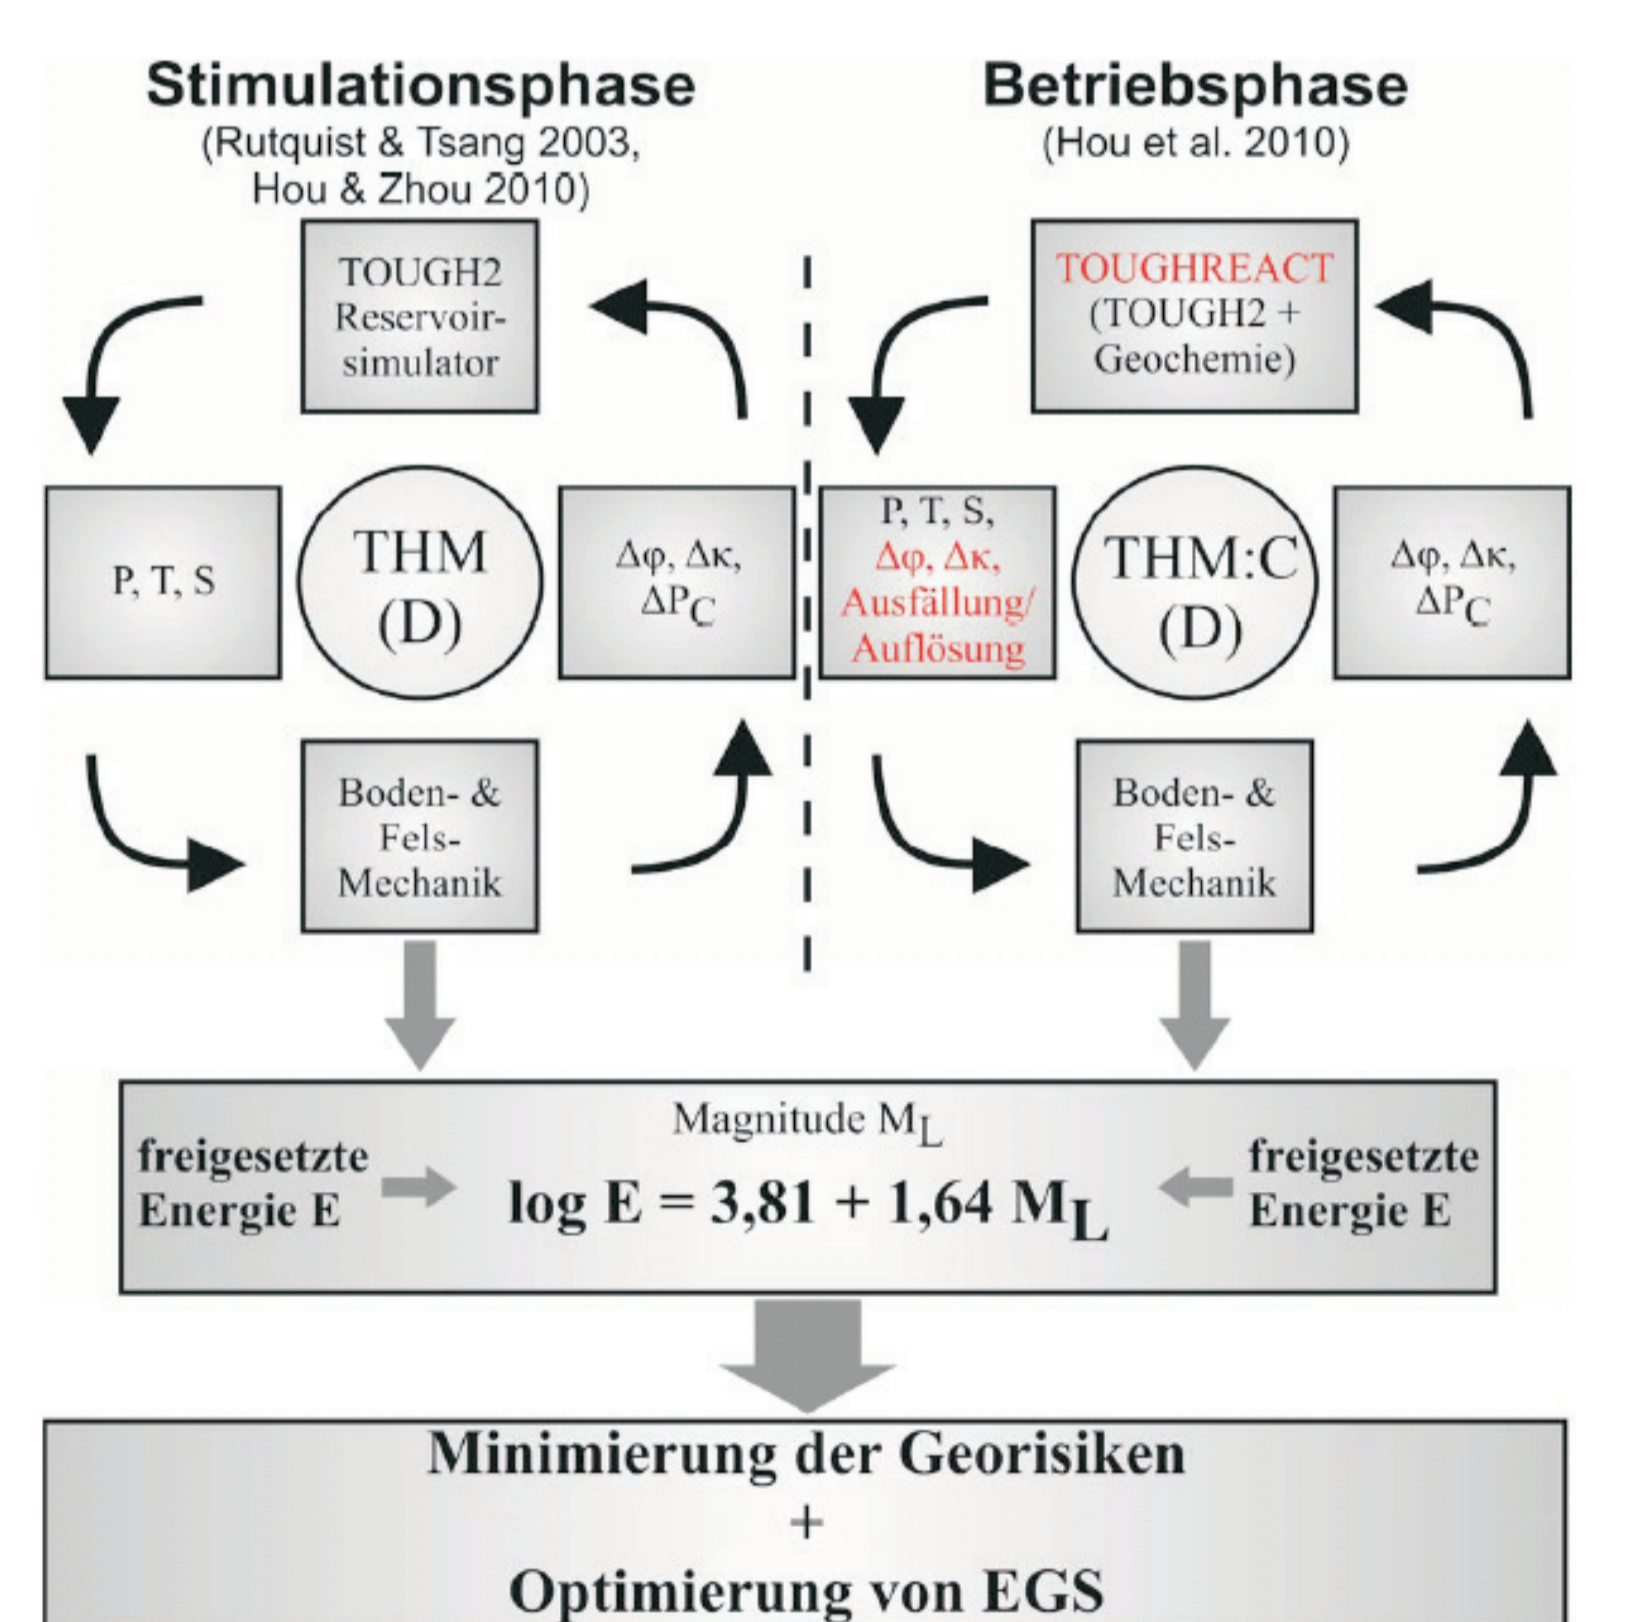 Stimulationsphase
(Rutquist & Tsang 2003,
Hou & Zhou 2010)
TOUGH2
Reservoir-
simulator
P, T, S
THM
(D)
Δφ, Δκ,
ΔPC
Boden- &
Fels-
Mechanik
Betriebsphase
(Hou et al. 2010)
TOUGHREACT
(TOUGH2 +
Geochemie)
P, T, S,
Δφ, Δκ,
Ausfällung/
Auflösung
THM:C
(D)
Δφ, Δκ,
ΔPC
Boden- &
Fels-
Mechanik
freigesetzte
Energie E
Magnitude ML
log E = 3,81 + 1,64 ML
freigesetzte
Energie E
Minimierung der Georisiken
+
Optimierung von EGS